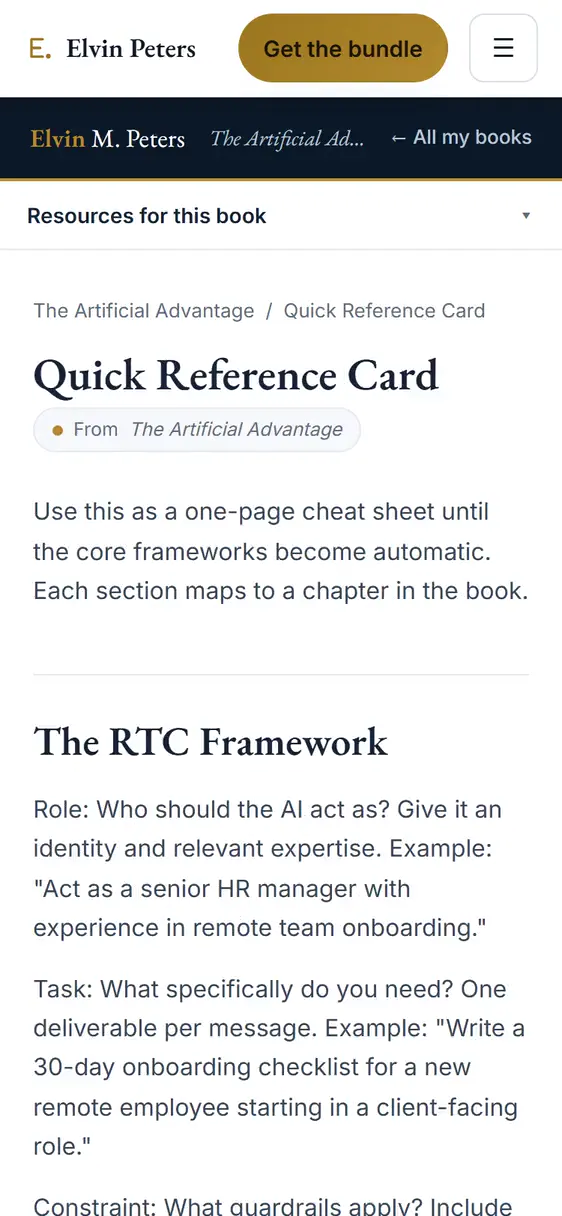 E. Elvin Peters
Get the bundle
☰
Elvin M. Peters
The Artificial Ad...
← All my books
Resources for this book ▼
The Artificial Advantage / Quick Reference Card
Quick Reference Card
From The Artificial Advantage
Use this as a one-page cheat sheet until
the core frameworks become automatic.
Each section maps to a chapter in the book.
The RTC Framework
Role: Who should the AI act as? Give it an
identity and relevant expertise. Example:
"Act as a senior HR manager with
experience in remote team onboarding."
Task: What specifically do you need? One
deliverable per message. Example: "Write a
30-day onboarding checklist for a new
remote employee starting in a client-facing
role."
Constraint: What guardrails apply? Include